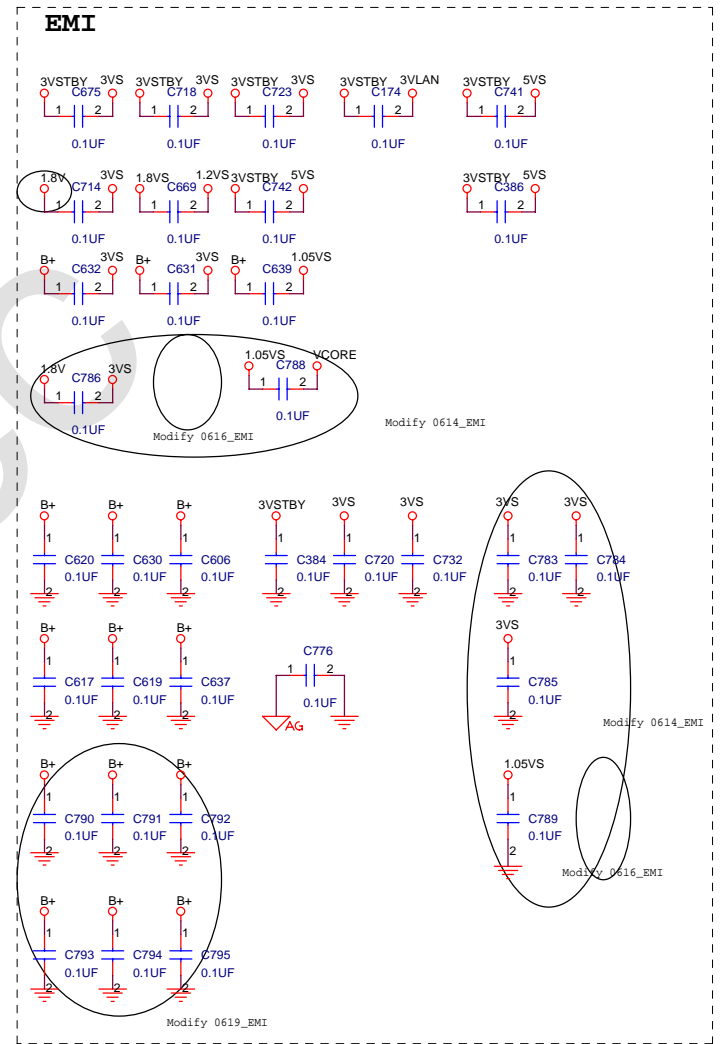 EMI
3VSTBY 3VS 3VSTBY 3VS 3VSTBY 3VS 3VSTBY 3VLAN 3VSTBY 5VS
C675 C718 C723 C174 C741
1 2 1 2 1 2 1 2 1 2
0.1UF 0.1UF 0.1UF 0.1UF 0.1UF
1.8V 3VS 1.8VS 1.2VS 3VSTBY 5VS 3VSTBY 5VS
C714 C669 C742 C386
1 2 1 2 1 2 1 2
0.1UF 0.1UF 0.1UF 0.1UF
B+ 3VS B+ 3VS B+ 1.05VS
C632 C631 C639
1 2 1 2 1 2
0.1UF 0.1UF 0.1UF
1.8V 3VS 1.05VS VCORE
C786 C788
1 2 1 2
0.1UF 0.1UF
Modify 0614_EMI
Modify 0616_EMI
B+ B+ B+ 3VSTBY 3VS 3VS 3VS 3VS
1 1 1 1 1 1 1 1
C620 C630 C606 C384 C720 C732 C783 C784
0.1UF 0.1UF 0.1UF 0.1UF 0.1UF 0.1UF 0.1UF 0.1UF
2 2 2 2 2 2 2 2
B+ B+ B+ 3VS
C776
1 1 1 1 2 1
C617 C619 C637 C785
0.1UF 0.1UF 0.1UF 0.1UF 0.1UF
2 2 2 2
AG
Modify 0614_EMI
B+ B+ B+ 1.05VS
1 1 1 1
C790 C791 C792 C789
0.1UF 0.1UF 0.1UF 0.1UF
2 2 2 2
Modify 0616_EMI
B+ B+ B+
1 1 1
C793 C794 C795
0.1UF 0.1UF 0.1UF
2 2 2
Modify 0619_EMI